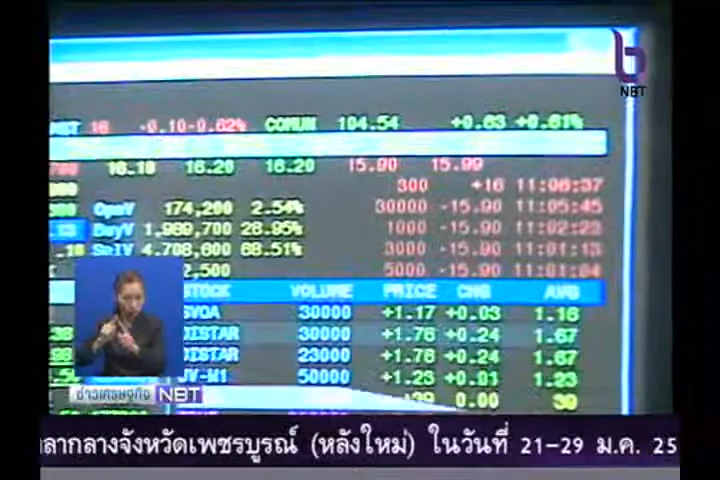 NBT
16 -0.10-0.62% COMUN 104.54 +0.63 +0.61%
16.10 16.20 16.20 15.90 15.99
300 +16 11:06:37
OpnV 174,200 2.54% 30000 -15.90 11:05:45
BuyV 1,989,700 28.95% 1000 -15.90 11:02:23
SelV 4,708,600 68.51% 3000 -15.90 11:01:13
2,500 5000 -15.90 11:01:04
STOCK VOLUME PRICE CHG AVG
SVOA 30000 +1.17 +0.03 1.16
DISTAR 30000 +1.76 +0.24 1.67
DISTAR 23000 +1.76 +0.24 1.67
50000 +1.23 +0.01 1.23
0.00 39
ข่าวเศรษฐกิจ NBT
ลากลางจังหวัดเพชรบูรณ์ (หลังใหม่) ในวันที่ 21-29 ม.ค. 25